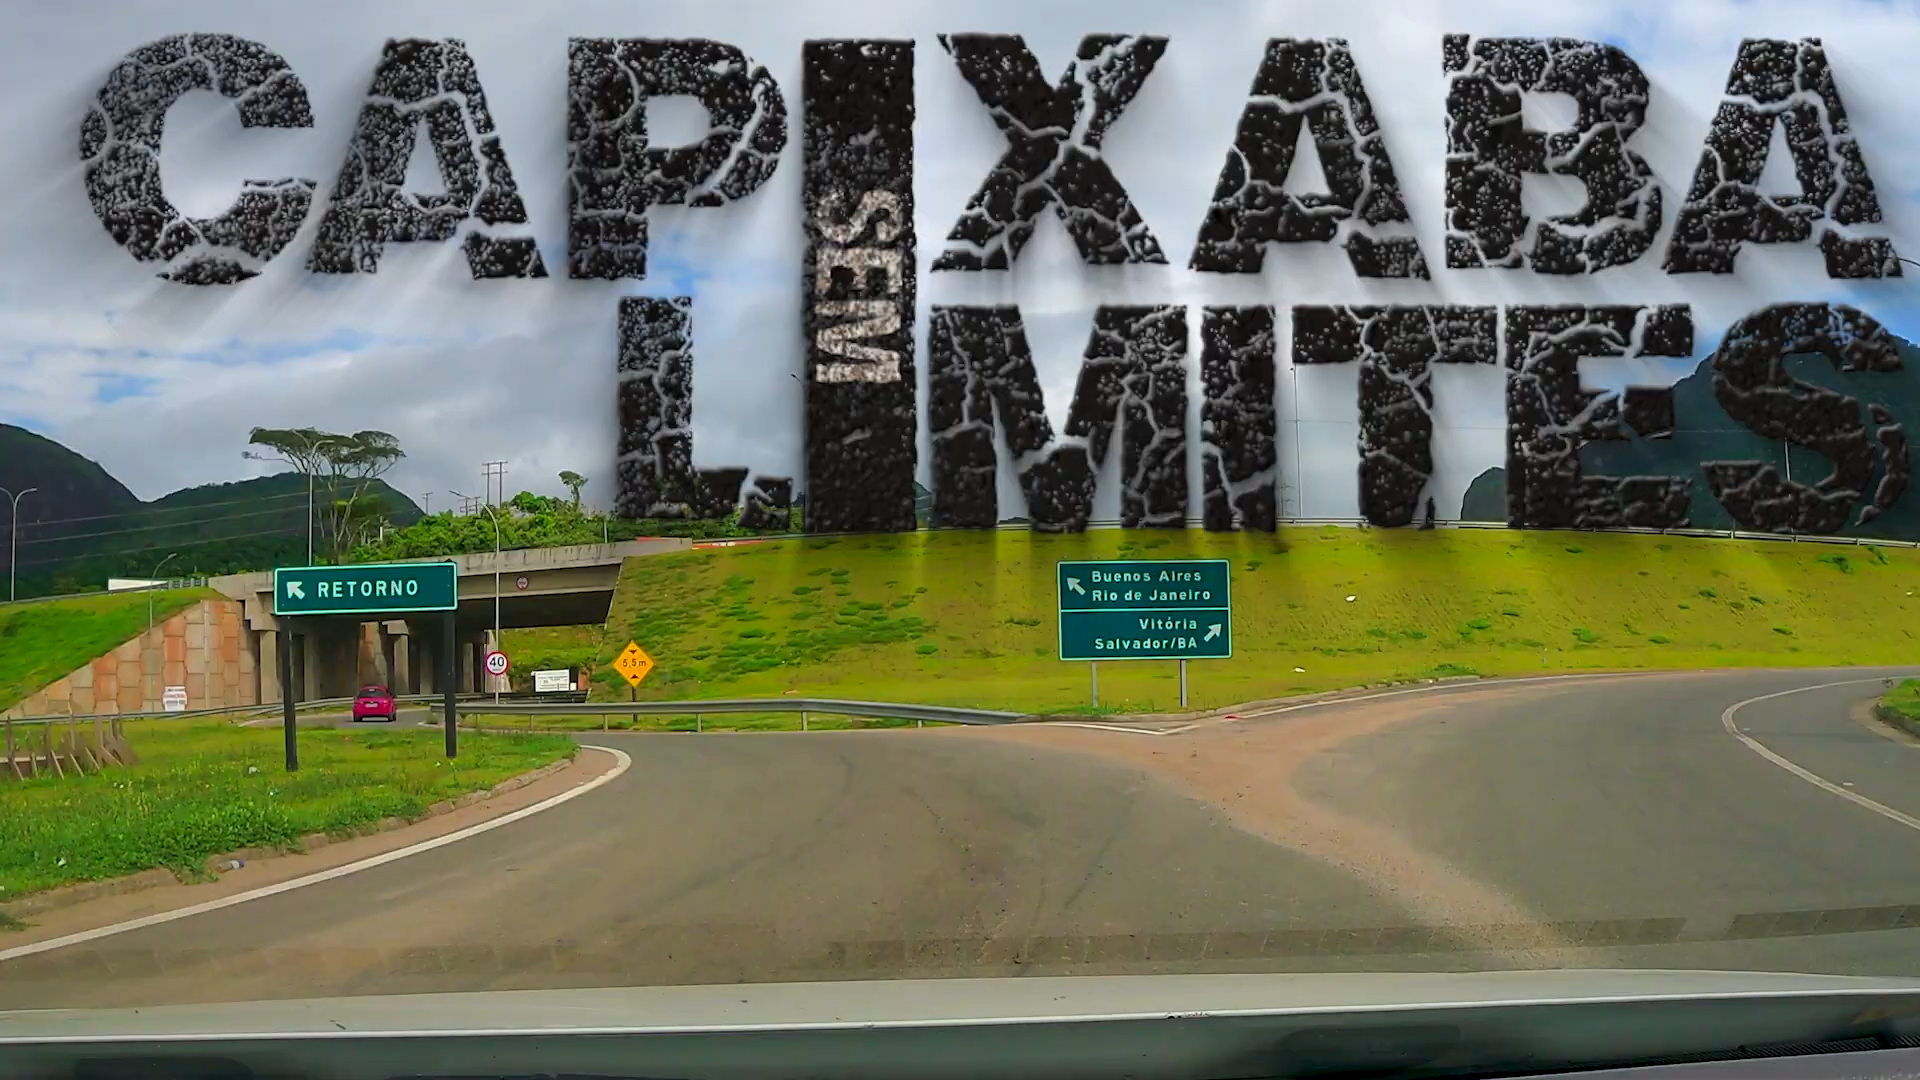 CAPIXABA
SEM
LIMITES
RETORNO
Buenos Aires
Rio de Janeiro
Vitória
Salvador/BA
40
5,5 m